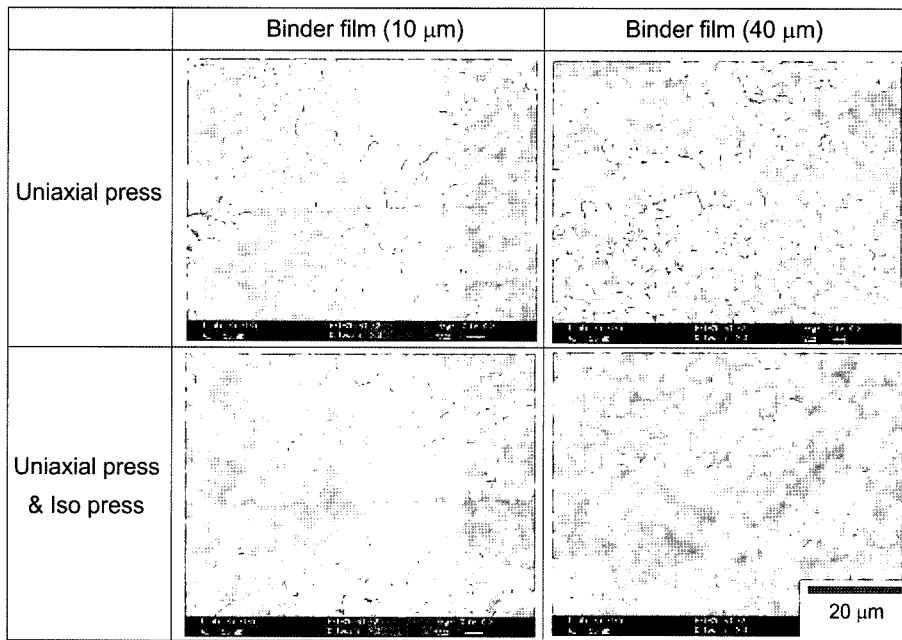 Binder film (10 μm)
Binder film (40 μm)
Uniaxial press
Uniaxial press
& Iso press
20 μm